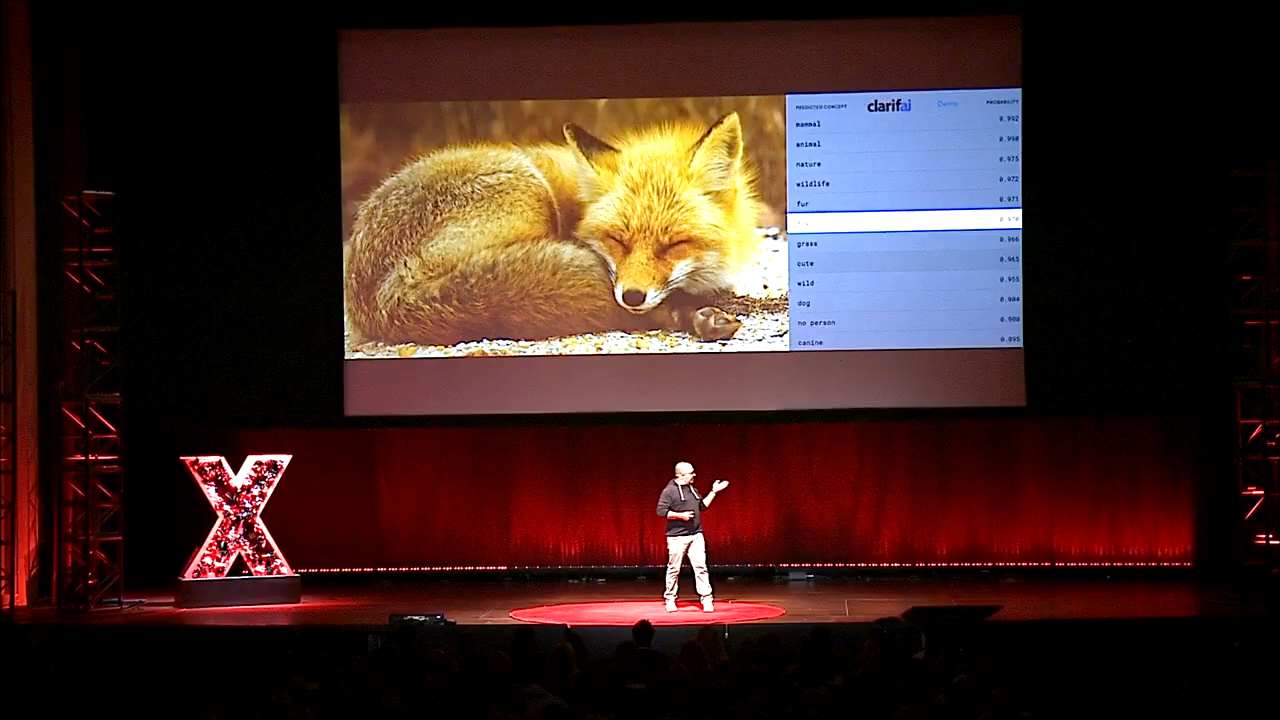 PREDICTED CONCEPT clarifai Demo PROBABILITY
mammal 0.992
animal 0.990
nature 0.975
wildlife 0.972
fur 0.971
0.970
grass 0.966
cute 0.965
wild 0.955
dog 0.904
no person 0.900
canine 0.895
X